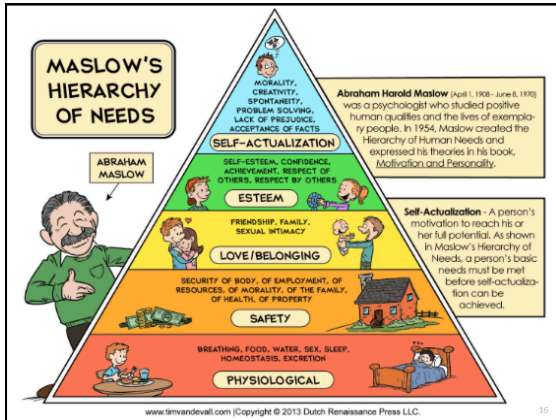 MASLOW'S
HIERARCHY
OF NEEDS
ABRAHAM
MASLOW
MORALITY,
CREATIVITY,
SPONTANEITY,
PROBLEM SOLVING,
LACK OF PREJUDICE,
ACCEPTANCE OF FACTS
SELF-ACTUALIZATION
SELF-ESTEEM, CONFIDENCE,
ACHIEVEMENT, RESPECT OF
OTHERS, RESPECT BY OTHERS
ESTEEM
FRIENDSHIP, FAMILY,
SEXUAL INTIMACY
LOVE/BELONGING
SECURITY OF BODY, OF EMPLOYMENT, OF
RESOURCES, OF MORALITY, OF THE FAMILY,
OF HEALTH, OF PROPERTY
SAFETY
BREATHING, FOOD, WATER, SEX, SLEEP,
HOMEOSTASIS, EXCRETION
PHYSIOLOGICAL
Abraham Harold Maslow (April 1, 1908 - June 8, 1970)
was a psychologist who studied positive
human qualities and the lives of exempla-
ry people. In 1954, Maslow created the
Hierarchy of Human Needs and
expressed his theories in his book,
Motivation and Personality.
Self-Actualization - A person's
motivation to reach his or
her full potential. As shown
in Maslow's Hierarchy of
Needs, a person's basic
needs must be met
before self-actualiza-
tion can be
achieved.
www.timvandevall.com |Copyright © 2013 Dutch Renaissance Press LLC.
16